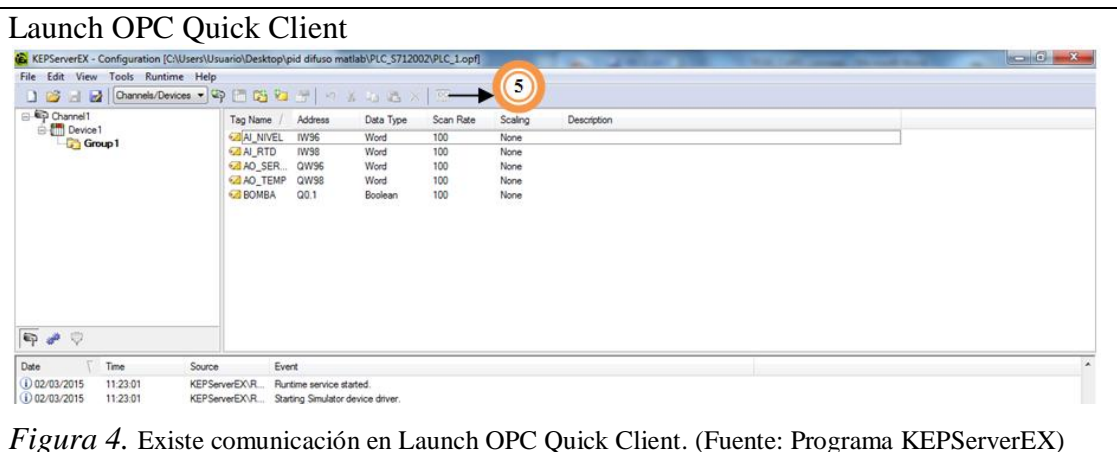 Launch OPC Quick Client
KEPServerEX - Configuration [C:\Users\Usuario\Desktop\pid difuso matlab\PLC_S712002\PLC_1.opf]
File Edit View Tools Runtime Help
Channels/Devices
5
Channel1
Device1
Group1
Tag Name Address Data Type Scan Rate Scaling Description
AI_NIVEL IW96 Word 100 None
AI_RTD IW98 Word 100 None
AO_SER... QW96 Word 100 None
AO_TEMP QW98 Word 100 None
BOMBA Q0.1 Boolean 100 None
Date Time Source Event
02/03/2015 11:23:01 KEPServerEX\R... Runtime service started.
02/03/2015 11:23:01 KEPServerEX\R... Starting Simulator device driver.
Figura 4. Existe comunicación en Launch OPC Quick Client. (Fuente: Programa KEPServerEX)